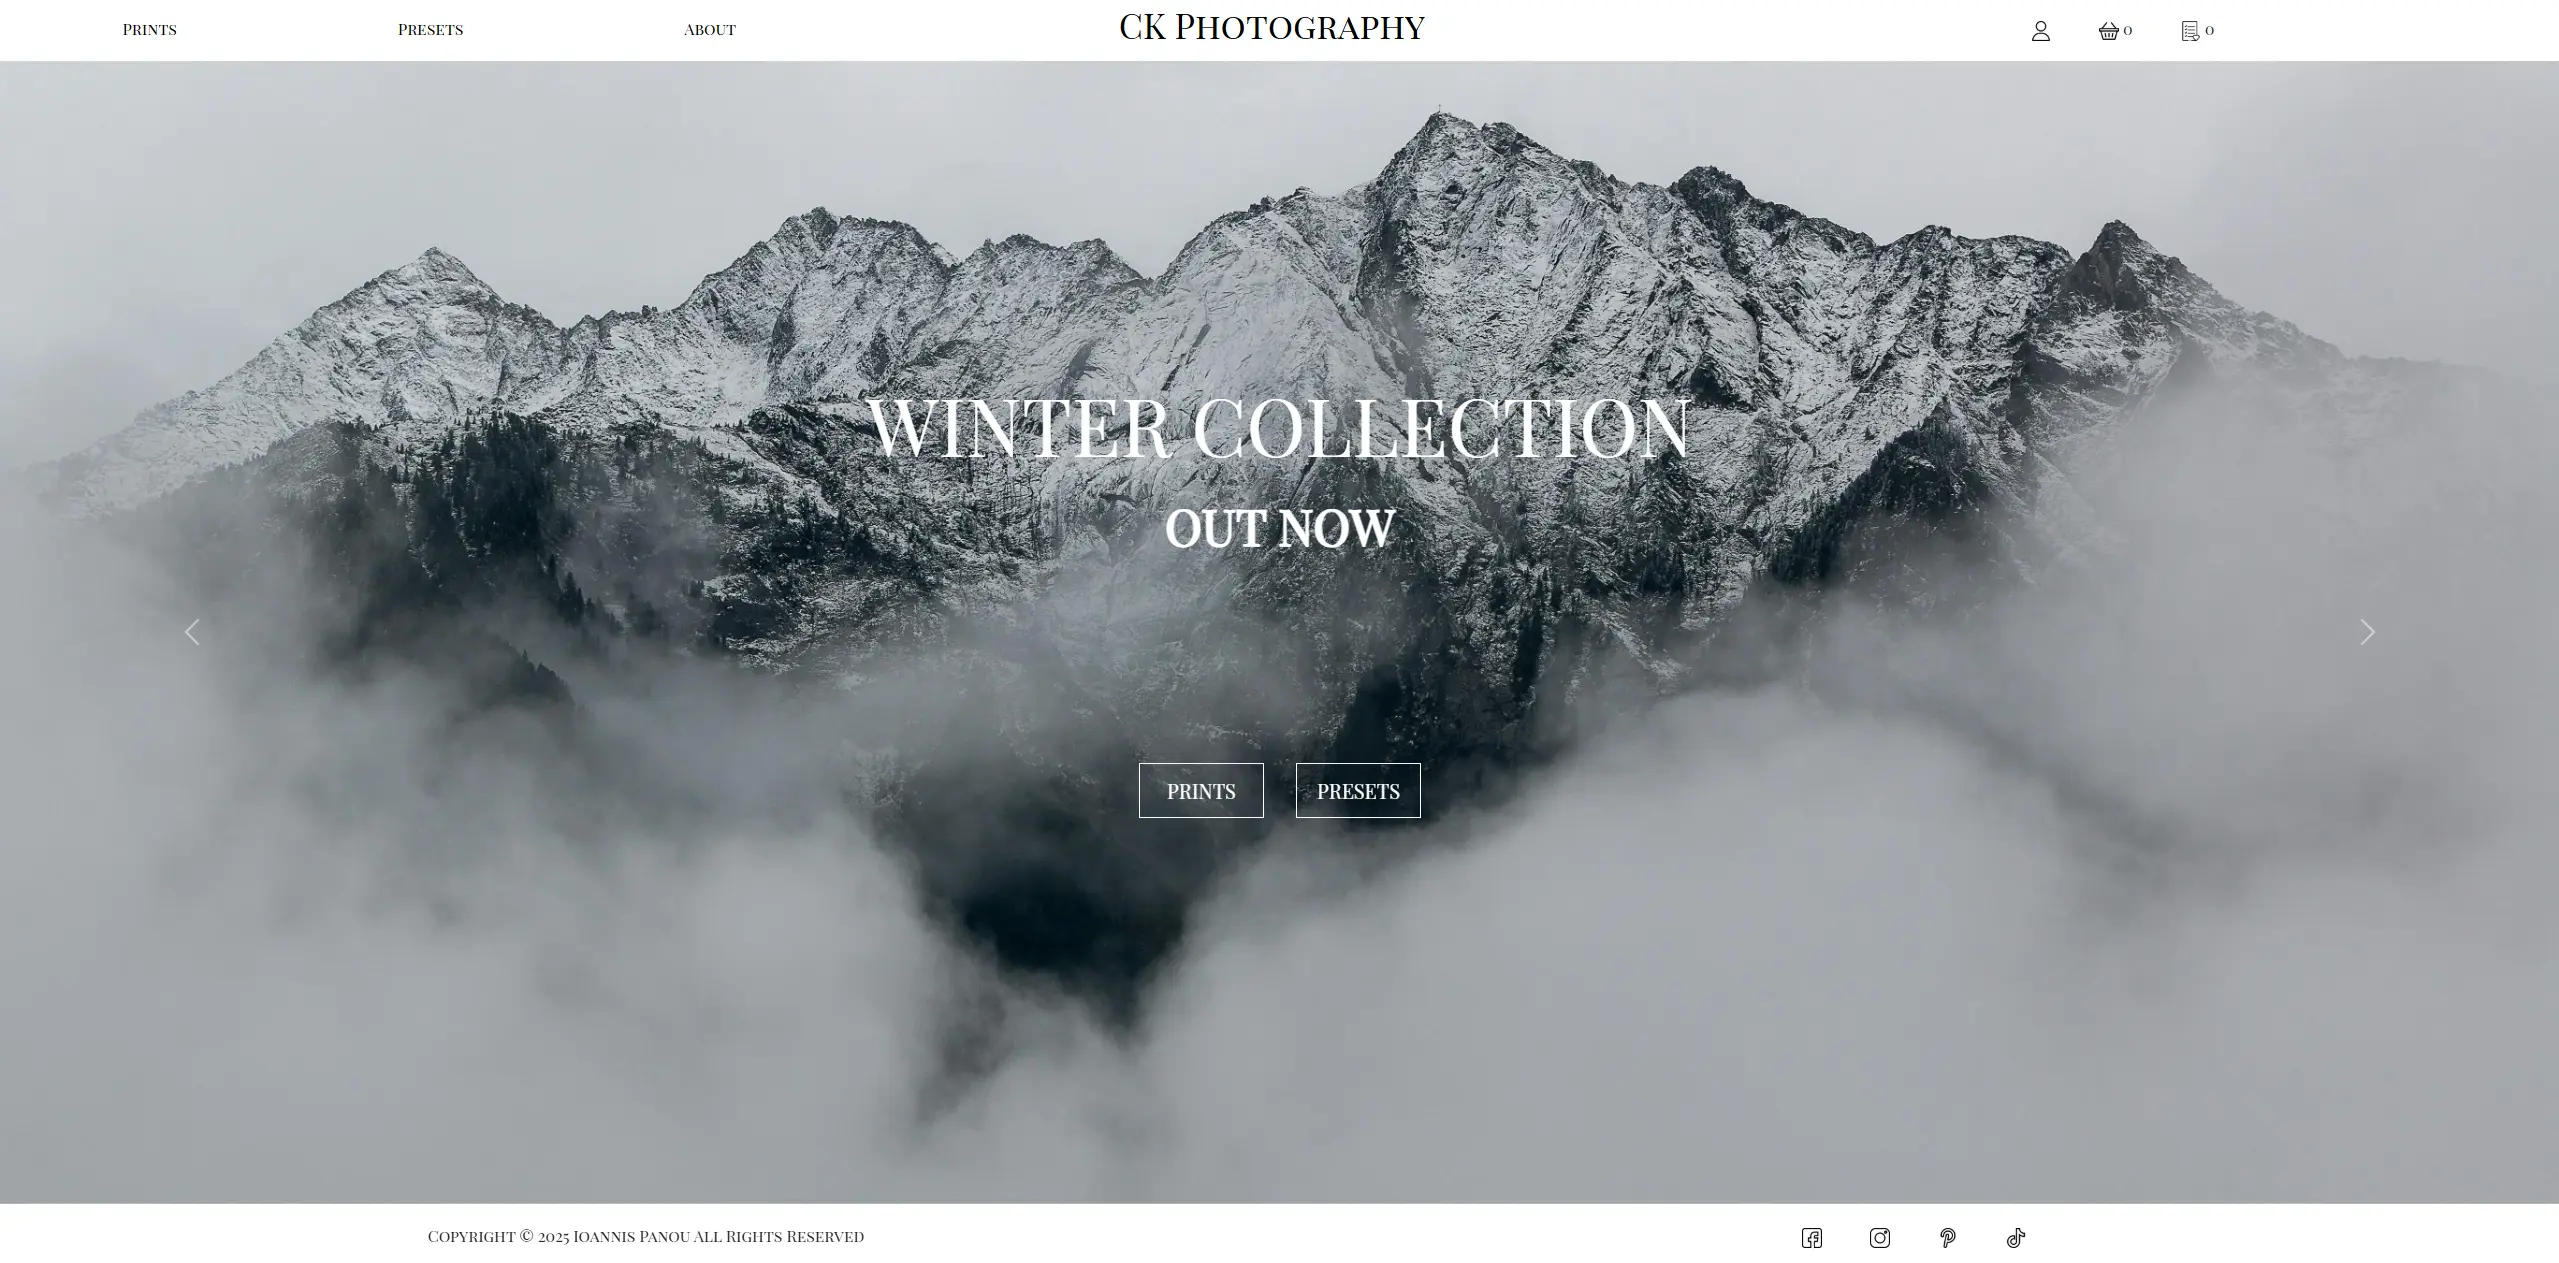 Prints
Presets
About
CK Photography
0
0
WINTER COLLECTION
OUT NOW
PRINTS
PRESETS
Copyright © 2025 Ioannis Panou All Rights Reserved